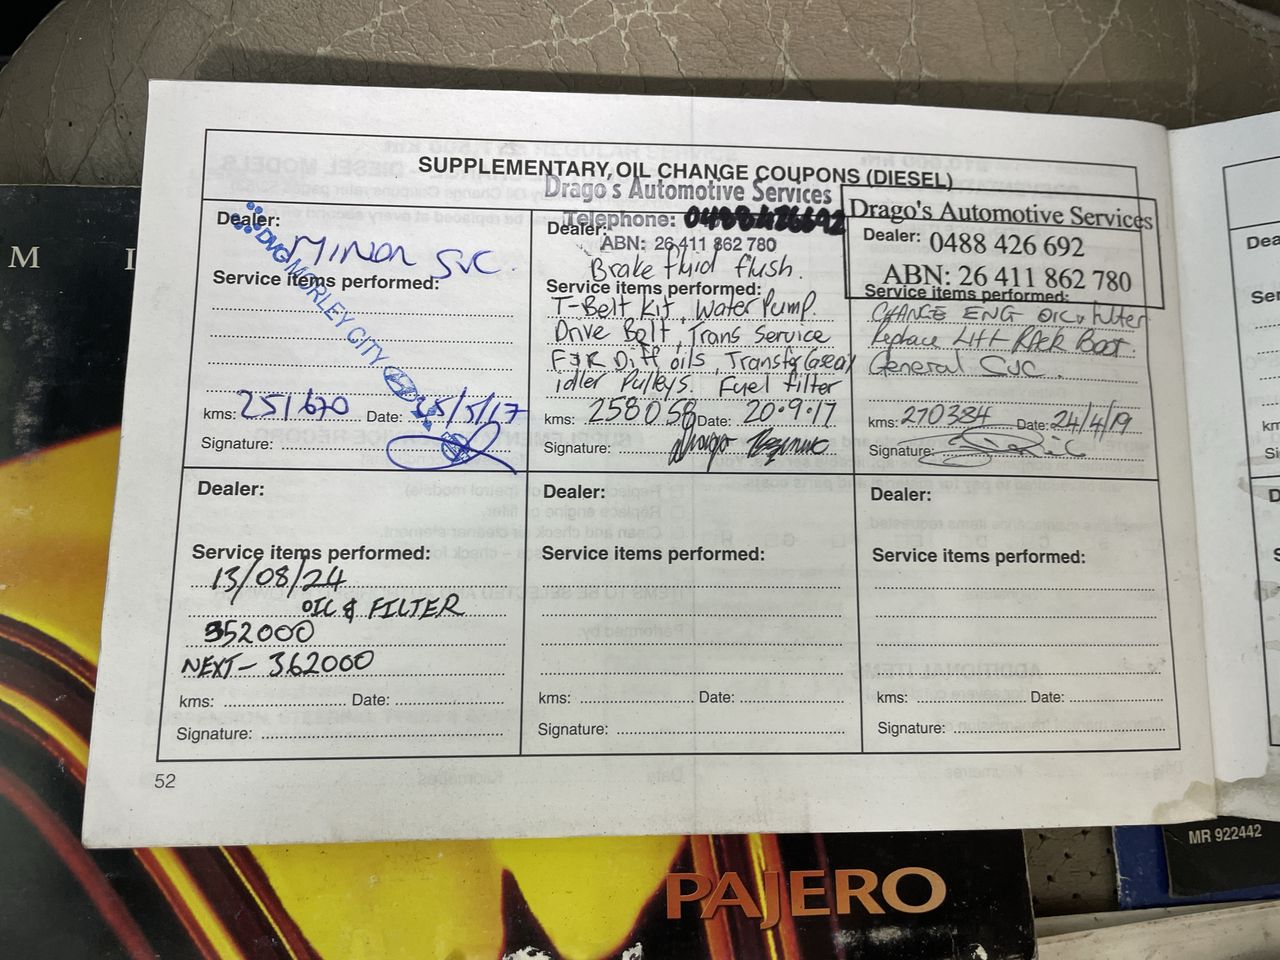 SUPPLEMENTARY OIL CHANGE COUPONS (DIESEL)
Dealer:
DMG MORLEY CITY
MINOR SVC.
Service items performed:
kms: 251670 Date: 25/5/17
Signature:
Drago's Automotive Services
Telephone: 0488426692
Dealer:
ABN: 26 411 862 780
Brake fluid flush.
Service items performed:
T-Belt Kit, Water Pump.
Drive Belt, Trans Service
F&R Diff oils, Transfer Case
idler Pulleys. Fuel filter
kms: 258058 Date: 20.9.17
Signature: Drago
Drago's Automotive Services
Dealer: 0488 426 692
ABN: 26 411 862 780
Service items performed:
CHANGE ENG OIL & filter
Replace L/H RACK Boot.
General SVC.
kms: 270384 Date: 24/4/19
Signature:
Dealer:
Service items performed:
13/08/24
OIL & FILTER
352000
NEXT- 362000
kms: Date:
Signature:
Dealer:
Service items performed:
kms: Date:
Signature:
Dealer:
Service items performed:
kms: Date:
Signature:
52
M I
PAJERO
MR 922442